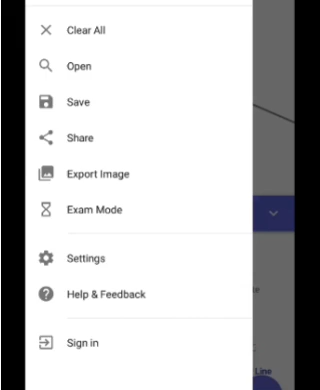 Clear All
Open
Save
Share
Export Image
Exam Mode
Settings
Help & Feedback
Sign in
Line